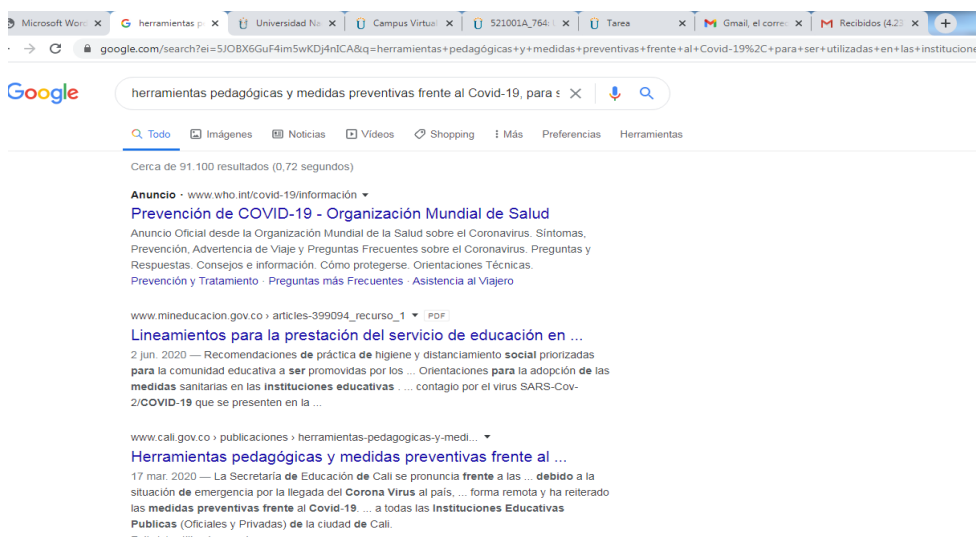 Microsoft Word X
herramientas p X
Universidad Na X
Campus Virtual X
521001A_764: X
Tarea X
Gmail, el correo X
Recibidos (4.23 X
google.com/search?ei=5JOBX6GuF4im5wKDj4nICA&q=herramientas+pedagógicas+y+medidas+preventivas+frente+al+Covid-19%2C+para+ser+utilizadas+en+las+institucione
Google
herramientas pedagógicas y medidas preventivas frente al Covid-19, para s
Todo Imágenes Noticias Vídeos Shopping Más Preferencias Herramientas
Cerca de 91.100 resultados (0,72 segundos)
Anuncio · www.who.int/covid-19/información
Prevención de COVID-19 - Organización Mundial de Salud
Anuncio Oficial desde la Organización Mundial de la Salud sobre el Coronavirus. Síntomas,
Prevención, Advertencia de Viaje y Preguntas Frecuentes sobre el Coronavirus. Preguntas y
Respuestas. Consejos e información. Cómo protegerse. Orientaciones Técnicas.
Prevención y Tratamiento · Preguntas más Frecuentes · Asistencia al Viajero
www.mineducacion.gov.co › articles-399094_recurso_1 PDF
Lineamientos para la prestación del servicio de educación en ...
2 jun. 2020 — Recomendaciones de práctica de higiene y distanciamiento social priorizadas
para la comunidad educativa a ser promovidas por los ... Orientaciones para la adopción de las
medidas sanitarias en las instituciones educativas . ... contagio por el virus SARS-Cov-
2/COVID-19 que se presenten en la ...
www.cali.gov.co › publicaciones › herramientas-pedagogicas-y-medi...
Herramientas pedagógicas y medidas preventivas frente al ...
17 mar. 2020 — La Secretaría de Educación de Cali se pronuncia frente a las ... debido a la
situación de emergencia por la llegada del Corona Virus al país, ... forma remota y ha reiterado
las medidas preventivas frente al Covid-19. ... a todas las Instituciones Educativas
Publicas (Oficiales y Privadas) de la ciudad de Cali.